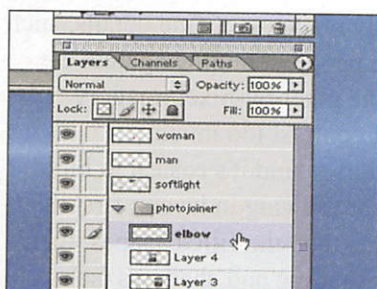 Layers Channels Paths
Normal Opacity: 100%
Lock: Fill: 100%
woman
man
softlight
photojoiner
elbow
Layer 4
Layer 3